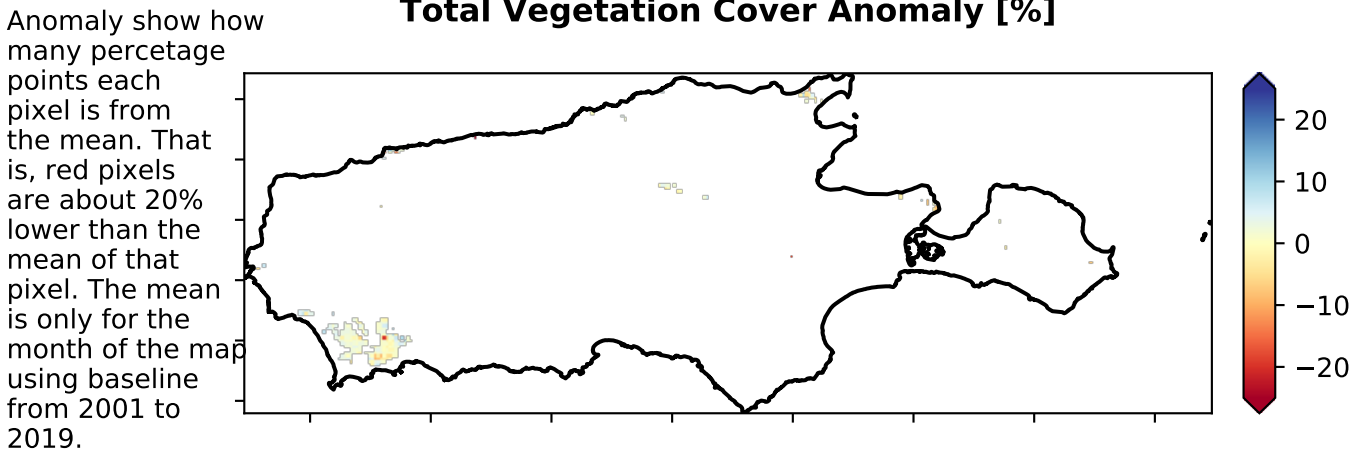 Total Vegetation Cover Anomaly [%]
Anomaly show how
many percetage
points each
pixel is from
the mean. That
is, red pixels
are about 20%
lower than the
mean of that
pixel. The mean
is only for the
month of the map
using baseline
from 2001 to
2019.
20
10
0
−10
−20